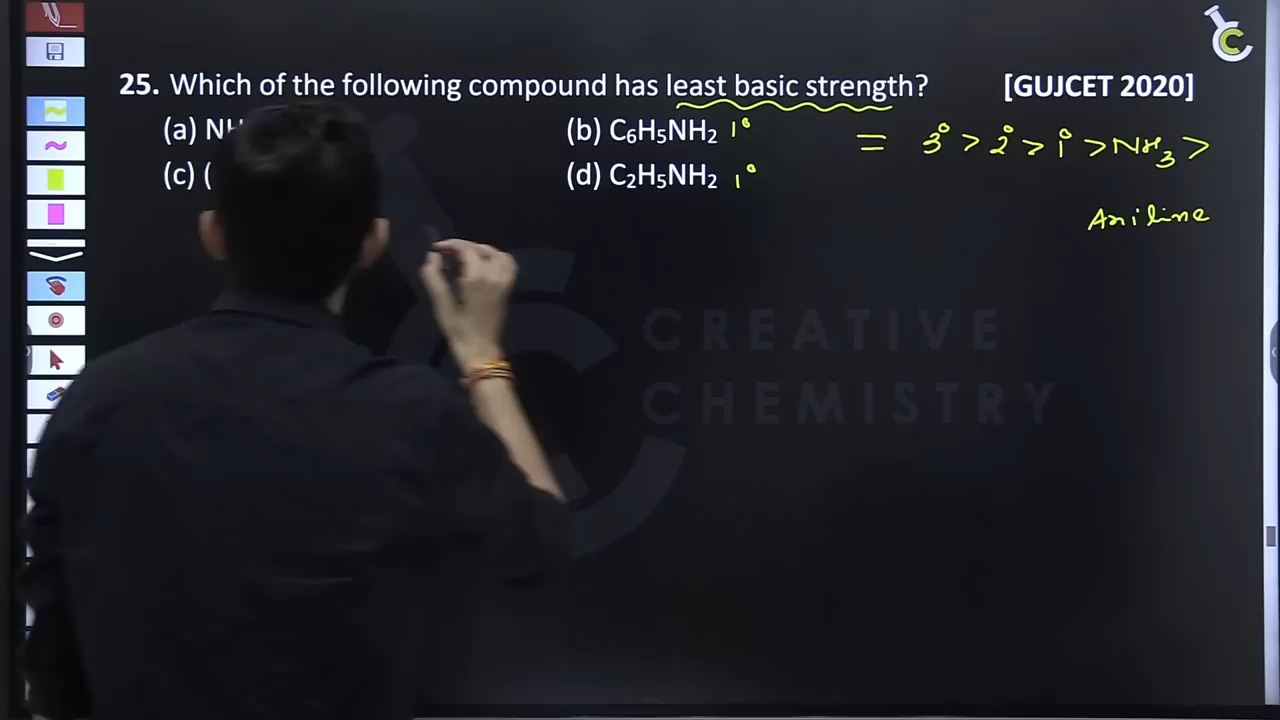 25. Which of the following compound has least basic strength? [GUJCET 2020]
(a) NH (b) C₆H₅NH₂ 1° = 3° > 2° > 1° > NH₃ >
(c) ( (d) C₂H₅NH₂ 1°
Aniline
CREATIVE
CHEMISTRY